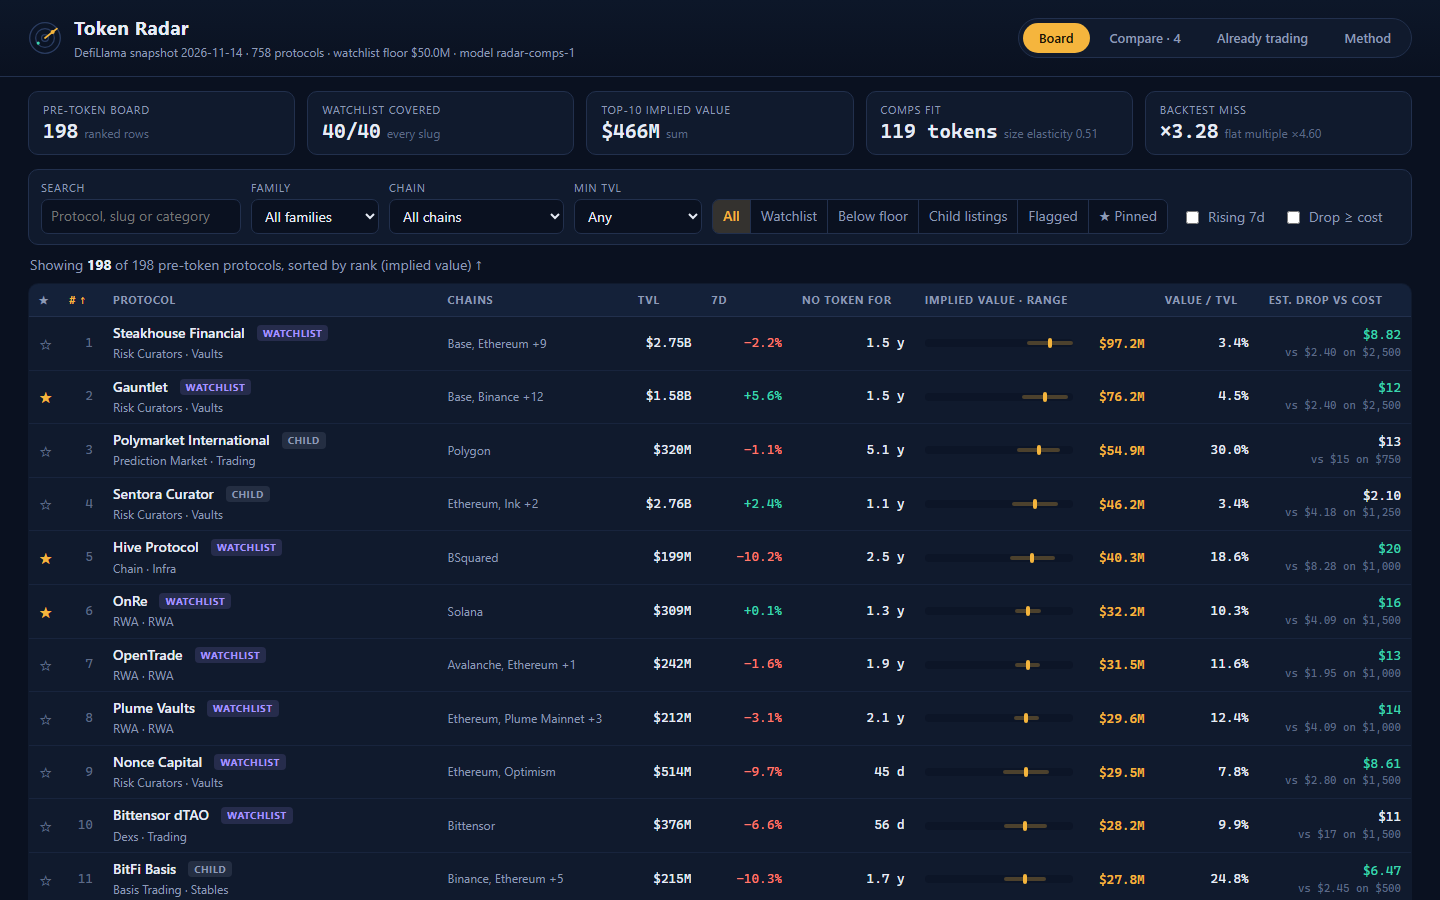 Token Radar
DefiLlama snapshot 2026-11-14 · 758 protocols · watchlist floor $50.0M · model radar-comps-1
Board Compare · 4 Already trading Method
PRE-TOKEN BOARD
198 ranked rows
WATCHLIST COVERED
40/40 every slug
TOP-10 IMPLIED VALUE
$466M sum
COMPS FIT
119 tokens size elasticity 0.51
BACKTEST MISS
×3.28 flat multiple ×4.60
SEARCH FAMILY CHAIN MIN TVL
Protocol, slug or category All families All chains Any All Watchlist Below floor Child listings Flagged ★ Pinned Rising 7d Drop ≥ cost
Showing 198 of 198 pre-token protocols, sorted by rank (implied value) ↑
★ # ↑ PROTOCOL CHAINS TVL 7D NO TOKEN FOR IMPLIED VALUE · RANGE VALUE / TVL EST. DROP VS COST
☆ 1 Steakhouse Financial WATCHLIST Base, Ethereum +9 $2.75B −2.2% 1.5 y $97.2M 3.4% $8.82
Risk Curators · Vaults vs $2.40 on $2,500
★ 2 Gauntlet WATCHLIST Base, Binance +12 $1.58B +5.6% 1.5 y $76.2M 4.5% $12
Risk Curators · Vaults vs $2.40 on $2,500
☆ 3 Polymarket International CHILD Polygon $320M −1.1% 5.1 y $54.9M 30.0% $13
Prediction Market · Trading vs $15 on $750
☆ 4 Sentora Curator CHILD Ethereum, Ink +2 $2.76B +2.4% 1.1 y $46.2M 3.4% $2.10
Risk Curators · Vaults vs $4.18 on $1,250
★ 5 Hive Protocol WATCHLIST BSquared $199M −10.2% 2.5 y $40.3M 18.6% $20
Chain · Infra vs $8.28 on $1,000
★ 6 OnRe WATCHLIST Solana $309M +0.1% 1.3 y $32.2M 10.3% $16
RWA · RWA vs $4.09 on $1,500
☆ 7 OpenTrade WATCHLIST Avalanche, Ethereum +1 $242M −1.6% 1.9 y $31.5M 11.6% $13
RWA · RWA vs $1.95 on $1,000
☆ 8 Plume Vaults WATCHLIST Ethereum, Plume Mainnet +3 $212M −3.1% 2.1 y $29.6M 12.4% $14
RWA · RWA vs $4.09 on $1,000
☆ 9 Nonce Capital WATCHLIST Ethereum, Optimism $514M −9.7% 45 d $29.5M 7.8% $8.61
Risk Curators · Vaults vs $2.80 on $1,500
☆ 10 Bittensor dTAO WATCHLIST Bittensor $376M −6.6% 56 d $28.2M 9.9% $11
Dexs · Trading vs $17 on $1,500
☆ 11 BitFi Basis CHILD Binance, Ethereum +5 $215M −10.3% 1.7 y $27.8M 24.8% $6.47
Basis Trading · Stables vs $2.45 on $500